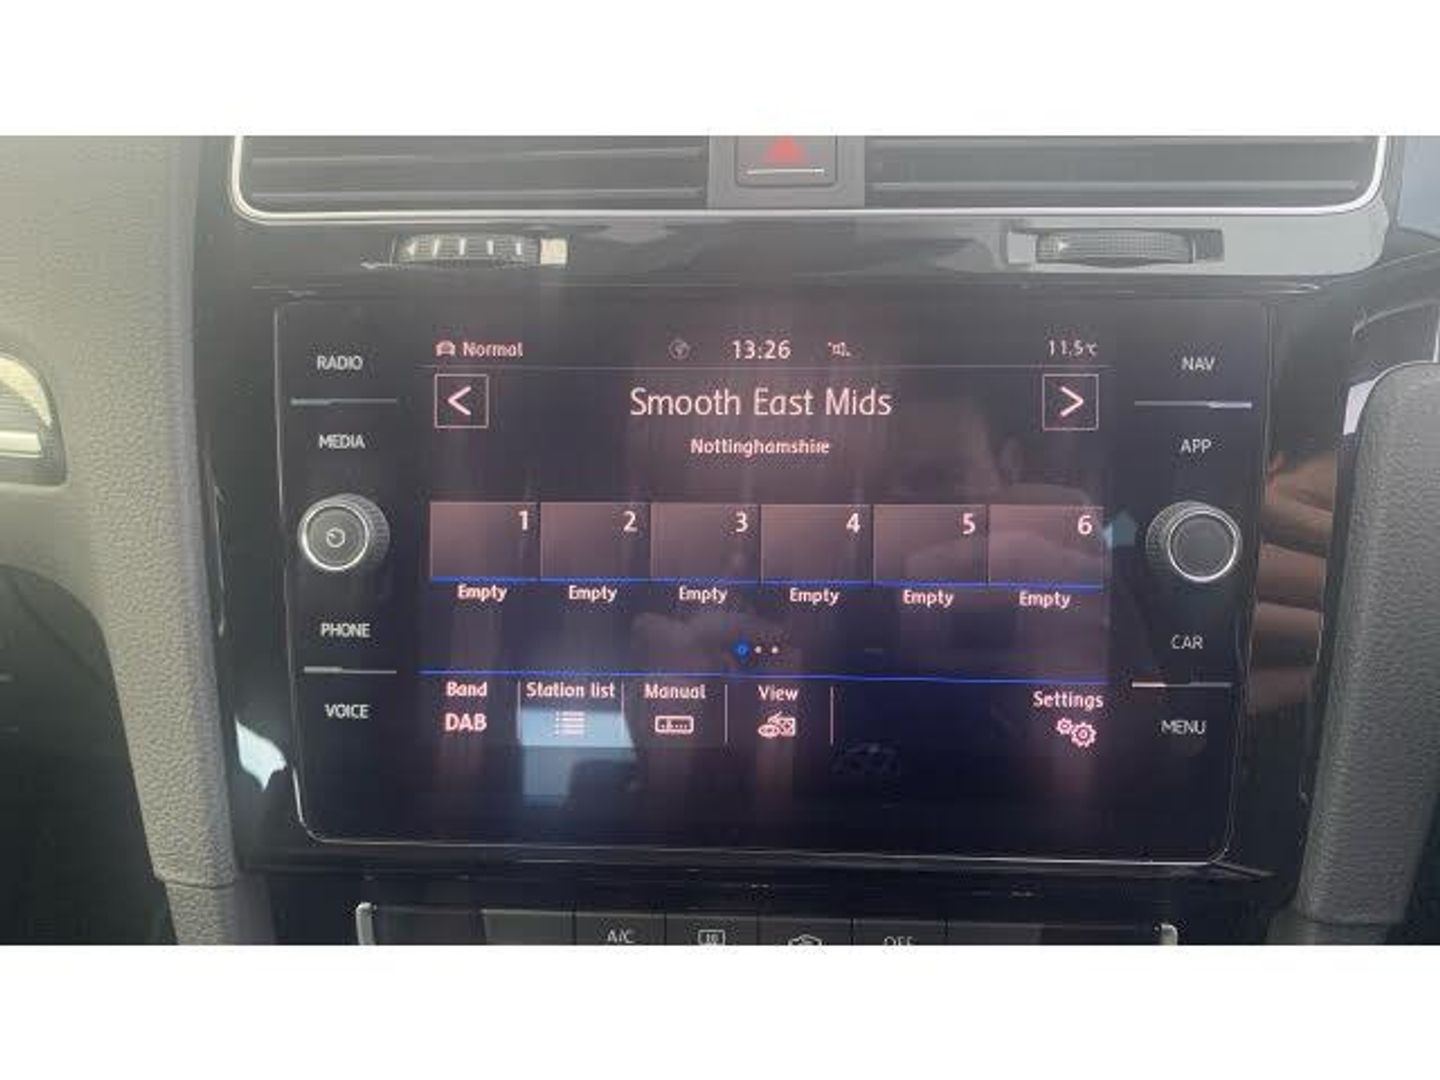 RADIO
MEDIA
PHONE
VOICE
Normal
13:26
11.5°C
<
Smooth East Mids
>
Nottinghamshire
1 2 3 4 5 6
Empty Empty Empty Empty Empty Empty
Band
DAB
Station list
Manual
View
Settings
NAV
APP
CAR
MENU
A/C
OFF